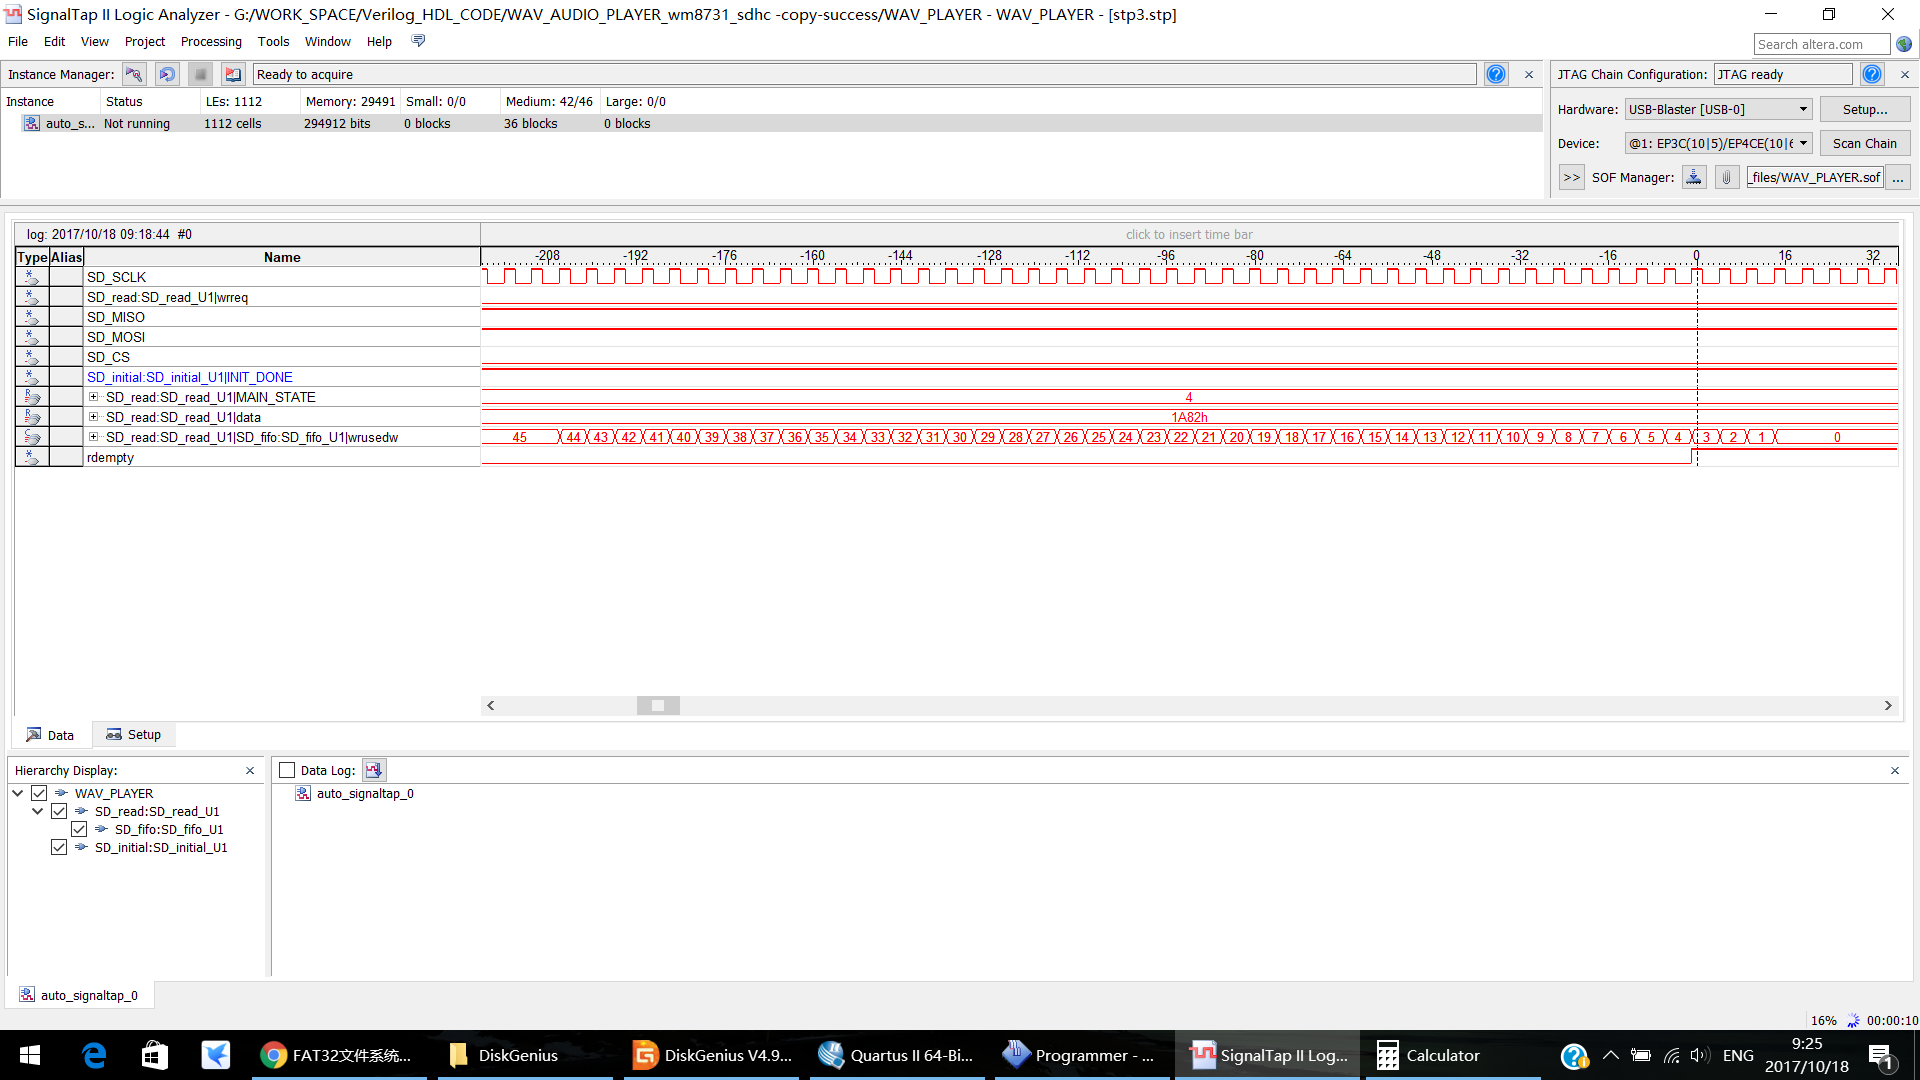 SignalTap II Logic Analyzer - G:/WORK_SPACE/Verilog_HDL_CODE/WAV_AUDIO_PLAYER_wm8731_sdhc -copy-success/WAV_PLAYER - WAV_PLAYER - [stp3.stp]
File Edit View Project Processing Tools Window Help
Search altera.com
Instance Manager: Ready to acquire
JTAG Chain Configuration: JTAG ready
Instance Status LEs: 1112 Memory: 29491 Small: 0/0 Medium: 42/46 Large: 0/0
auto_s... Not running 1112 cells 294912 bits 0 blocks 36 blocks 0 blocks
Hardware: USB-Blaster [USB-0] Setup...
Device: @1: EP3C(10|5)/EP4CE(10|6 Scan Chain
>> SOF Manager: _files/WAV_PLAYER.sof ...
log: 2017/10/18 09:18:44 #0 click to insert time bar
Type Alias Name -208 -192 -176 -160 -144 -128 -112 -96 -80 -64 -48 -32 -16 0 16 32
SD_SCLK
SD_read:SD_read_U1|wrreq
SD_MISO
SD_MOSI
SD_CS
SD_initial:SD_initial_U1|INIT_DONE
SD_read:SD_read_U1|MAIN_STATE 4
SD_read:SD_read_U1|data 1A82h
SD_read:SD_read_U1|SD_fifo:SD_fifo_U1|wrusedw 45 44 43 42 41 40 39 38 37 36 35 34 33 32 31 30 29 28 27 26 25 24 23 22 21 20 19 18 17 16 15 14 13 12 11 10 9 8 7 6 5 4 3 2 1 0
rdempty
Data Setup
Hierarchy Display:
WAV_PLAYER
SD_read:SD_read_U1
SD_fifo:SD_fifo_U1
SD_initial:SD_initial_U1
Data Log:
auto_signaltap_0
auto_signaltap_0
16% 00:00:10
FAT32文件系统... DiskGenius DiskGenius V4.9... Quartus II 64-Bi... Programmer - ... SignalTap II Log... Calculator ENG
9:25
2017/10/18
1